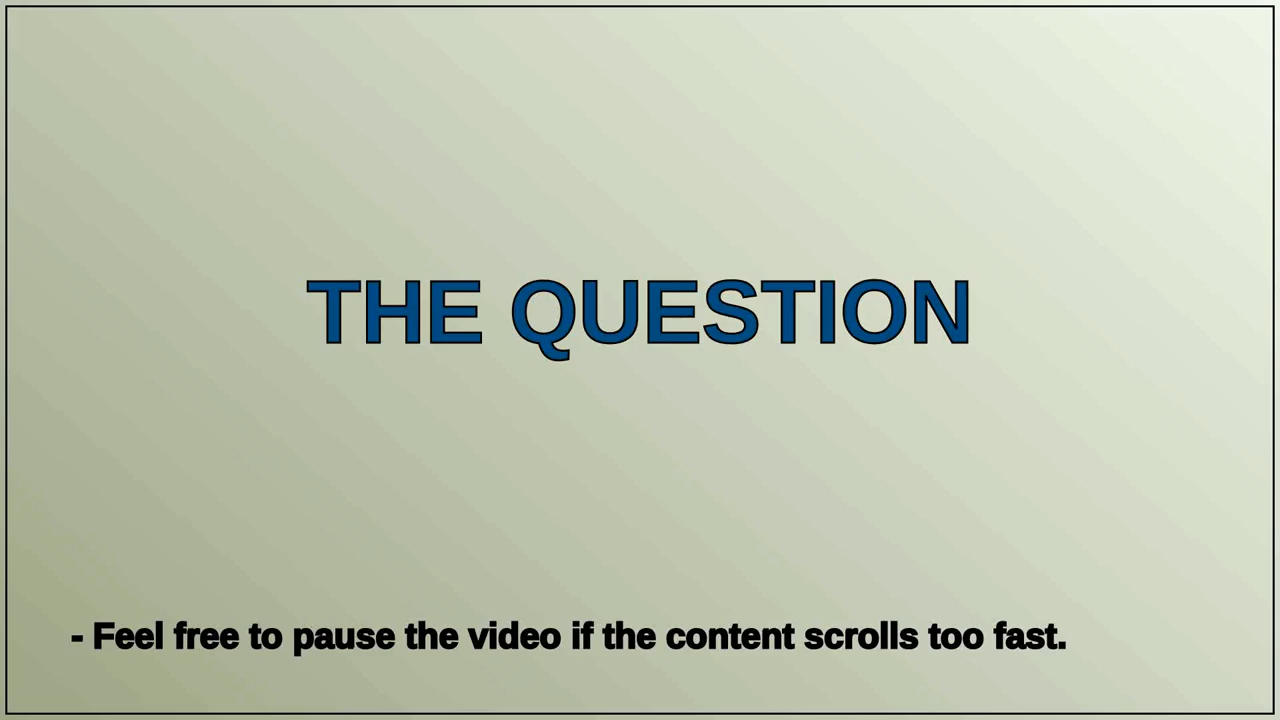 THE QUESTION
- Feel free to pause the video if the content scrolls too fast.